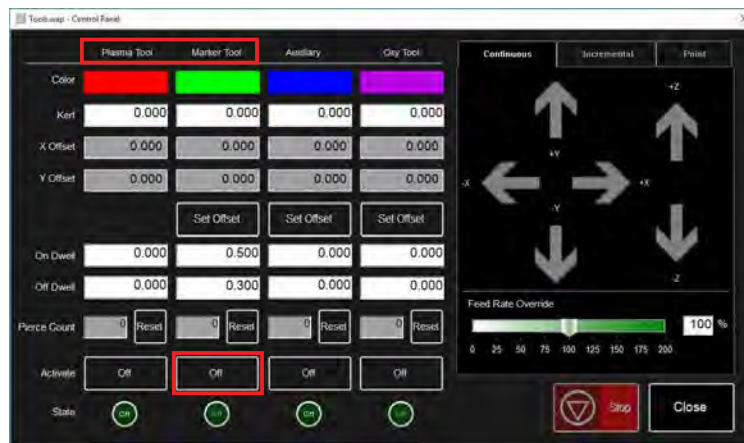 Tools.wap - Control Panel
Plasma Tool Marker Tool Auxiliary Oxy Tool
Color
Kerf 0.000 0.000 0.000 0.000
X Offset 0.000 0.000 0.000 0.000
Y Offset 0.000 0.000 0.000 0.000
Set Offset Set Offset Set Offset
On Dwell 0.000 0.500 0.000 0.000
Off Dwell 0.000 0.300 0.000 0.000
Pierce Count 0 Reset 0 Reset 0 Reset 0 Reset
Activate Off Off Off Off
State Off Off Off Off
Continuous Incremental Point
+Z
+Y
-X +X
-Y
-Z
Feed Rate Override
100 %
0 25 50 75 100 125 150 175 200
Stop Close